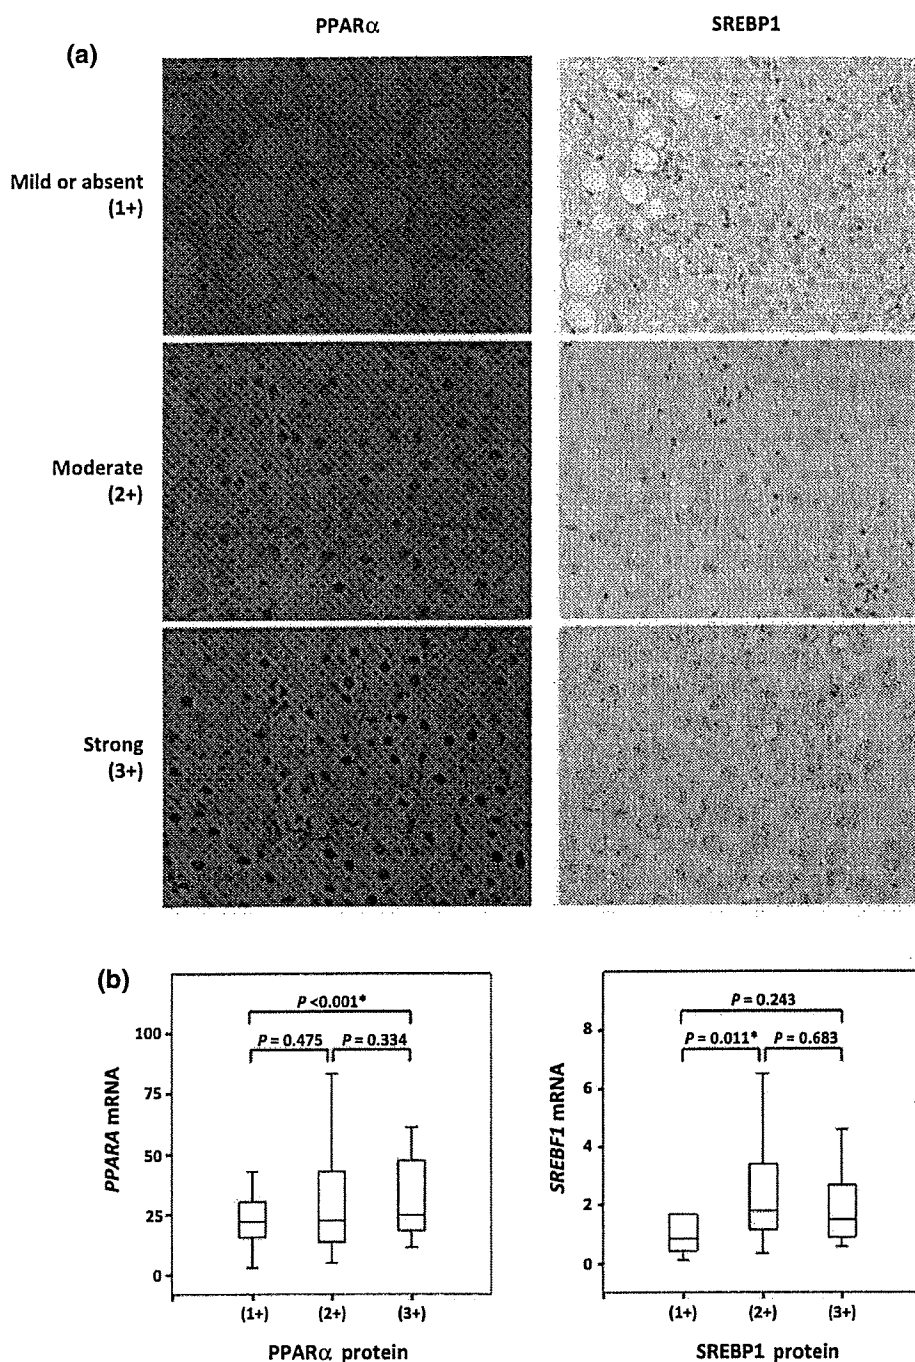 PPARα
SREBP1
(a)
Mild or absent
(1+)
Moderate
(2+)
Strong
(3+)
(b)
P <0.001*
P = 0.475
P = 0.334
100
75
50
25
0
PPARA mRNA
(1+)
(2+)
(3+)
PPARα protein
P = 0.243
P = 0.011*
P = 0.683
8
6
4
2
0
SREBF1 mRNA
(1+)
(2+)
(3+)
SREBP1 protein